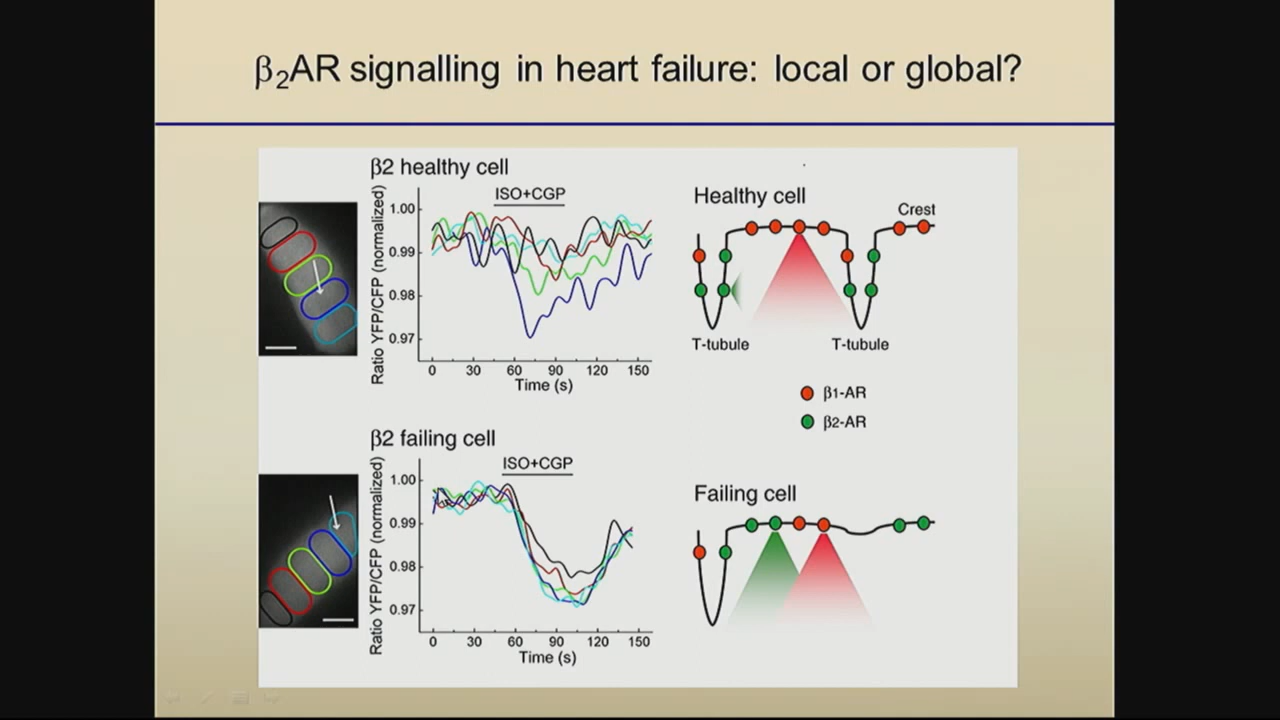 β₂AR signalling in heart failure: local or global?
β2 healthy cell
ISO+CGP
Ratio YFP/CFP (normalized)
1.00
0.99
0.98
0.97
0 30 60 90 120 150
Time (s)
Healthy cell
Crest
T-tubule T-tubule
β1-AR
β2-AR
β2 failing cell
ISO+CGP
Ratio YFP/CFP (normalized)
1.00
0.99
0.98
0.97
0 30 60 90 120 150
Time (s)
Failing cell